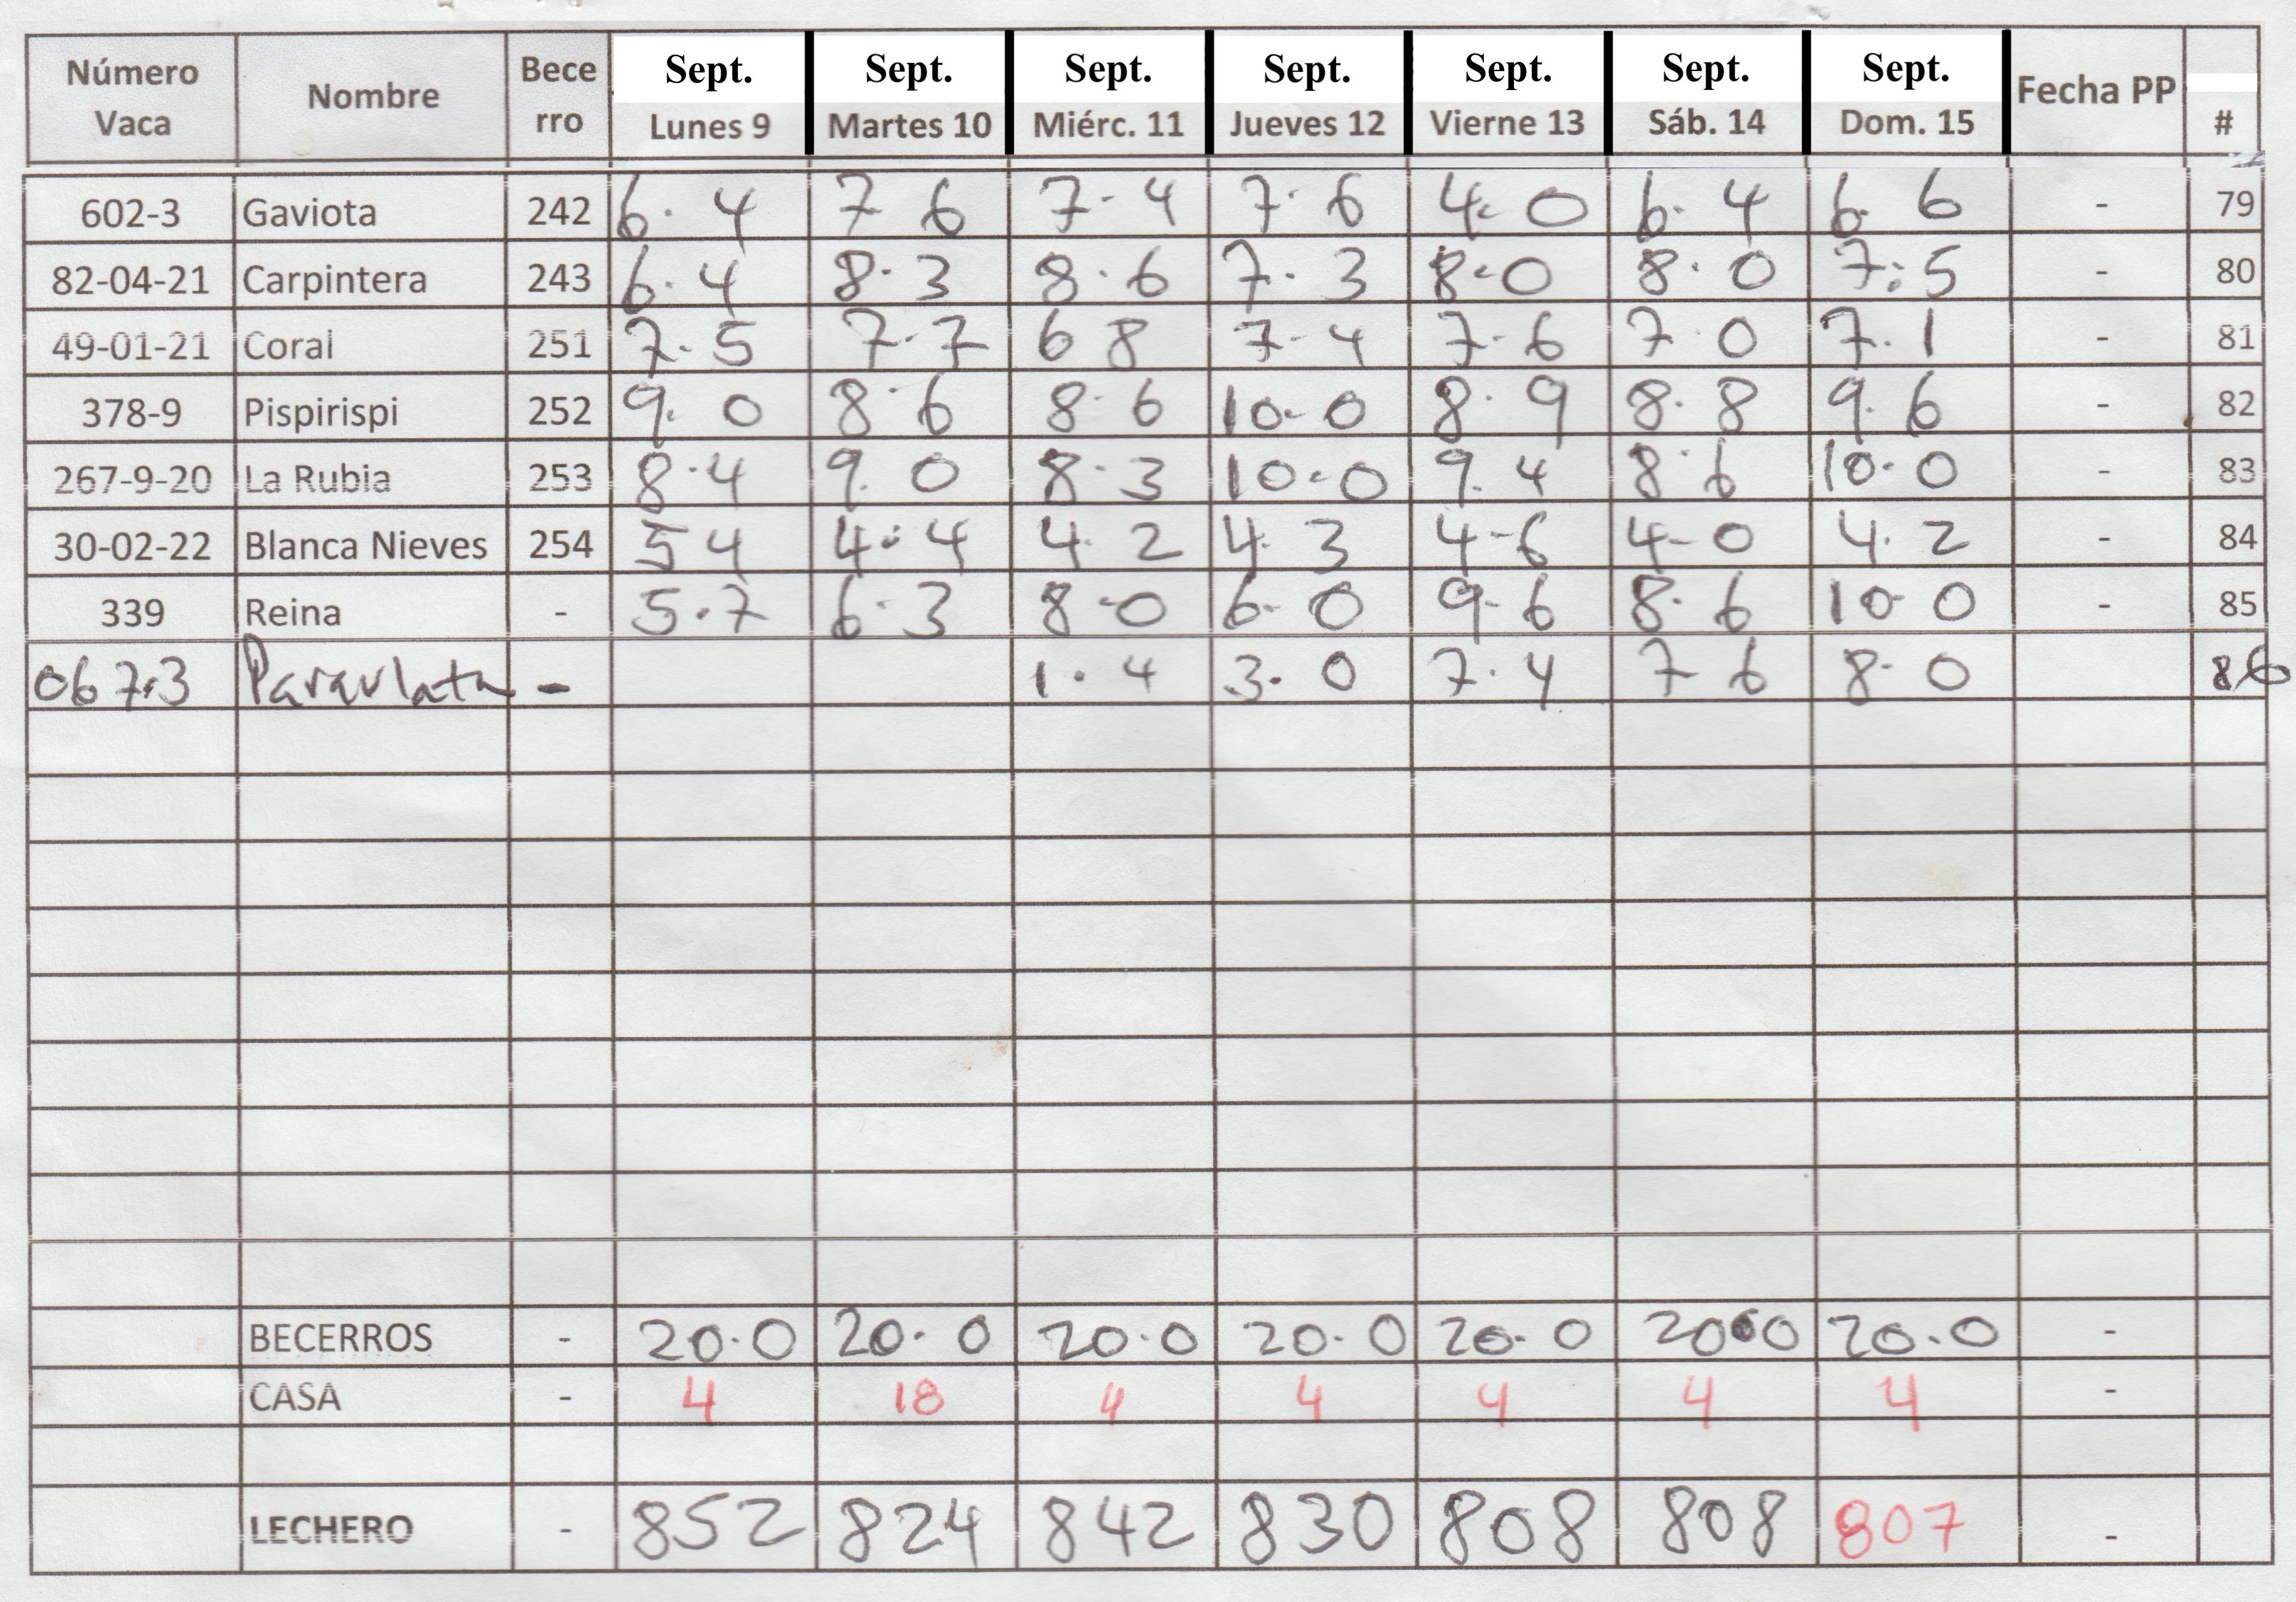 Número Vaca Nombre Bece rro Sept. Lunes 9 Sept. Martes 10 Sept. Miérc. 11 Sept. Jueves 12 Sept. Vierne 13 Sept. Sáb. 14 Sept. Dom. 15 Fecha PP #
602-3 Gaviota 242 6.4 7 6 7-4 7.6 4.0 6.4 6.6 - 79
82-04-21 Carpintera 243 6.4 8.3 8.6 7.3 8-0 8.0 7.5 - 80
49-01-21 Coral 251 7.5 7.7 6 8 7-4 7-6 7.0 7.1 - 81
378-9 Pispirispi 252 9.0 8.6 8.6 10-0 8.9 8.8 9.6 - 82
267-9-20 La Rubia 253 8.4 9.0 8.3 10.0 9.4 8.6 10.0 - 83
30-02-22 Blanca Nieves 254 5 4 4.4 4.2 4.3 4-6 4-0 4.2 - 84
339 Reina - 5.7 6.3 8-0 6-0 9-6 8.6 10-0 - 85
067.3 Paraulata - 1.4 3.0 7.4 7 6 8.0 86
BECERROS - 20.0 20.0 20.0 20.0 20.0 20.0 20.0 -
CASA - 4 18 4 4 4 4 4 -
LECHERO - 852 824 842 830 808 808 807 -